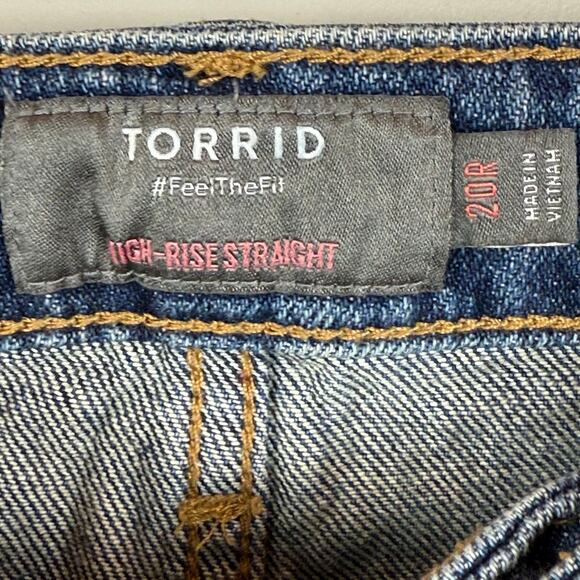 TORRID
#FeelTheFit
HIGH-RISE STRAIGHT
20R
MADE IN
VIETNAM